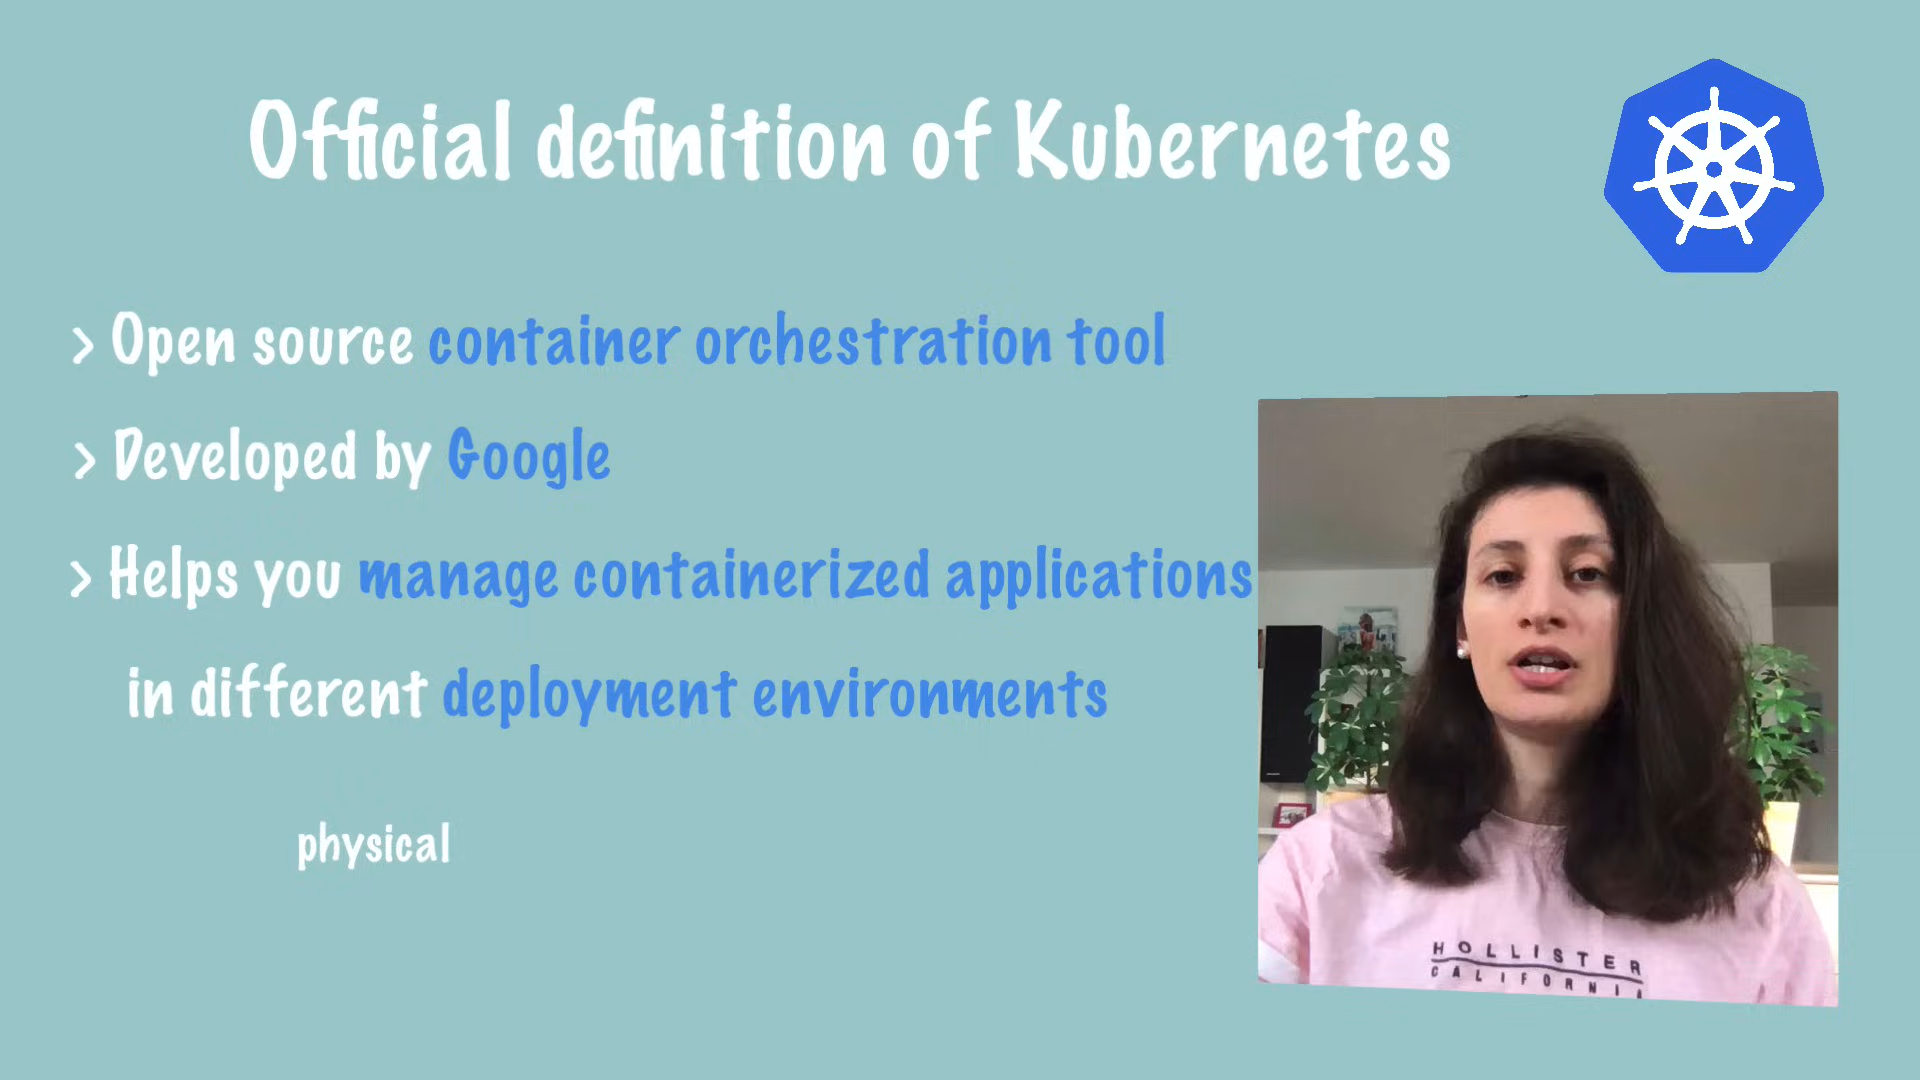 Official definition of Kubernetes
> Open source container orchestration tool
> Developed by Google
> Helps you manage containerized applications
in different deployment environments
physical
HOLLISTER
CALIFORNIA